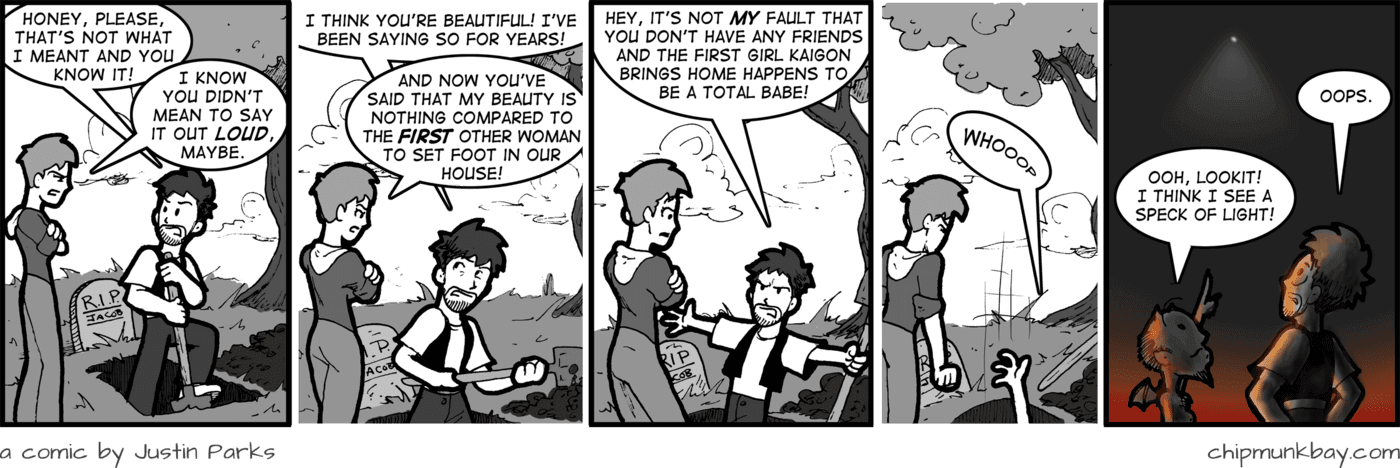 HONEY, PLEASE,
THAT'S NOT WHAT
I MEANT AND YOU
KNOW IT!
I KNOW
YOU DIDN'T
MEAN TO SAY
IT OUT LOUD,
MAYBE.
R.I.P.
JACOB
I THINK YOU'RE BEAUTIFUL! I'VE
BEEN SAYING SO FOR YEARS!
AND NOW YOU'VE
SAID THAT MY BEAUTY IS
NOTHING COMPARED TO
THE FIRST OTHER WOMAN
TO SET FOOT IN OUR
HOUSE!
HEY, IT'S NOT MY FAULT THAT
YOU DON'T HAVE ANY FRIENDS
AND THE FIRST GIRL KAIGON
BRINGS HOME HAPPENS TO
BE A TOTAL BABE!
WHOOOP
OOPS.
OOH, LOOKIT!
I THINK I SEE A
SPECK OF LIGHT!
a comic by Justin Parks
chipmunkbay.com